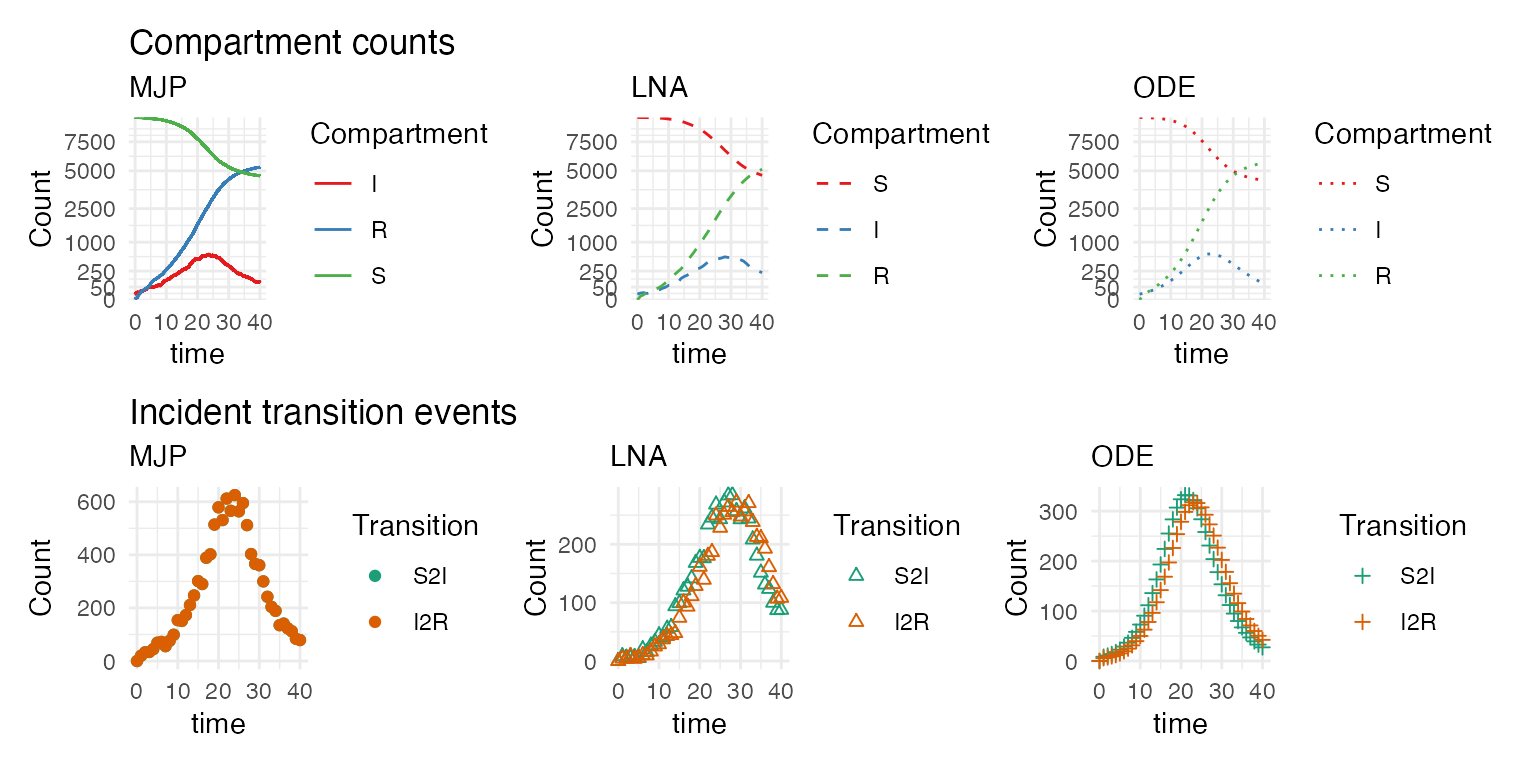 Compartment counts
MJP
LNA
ODE
Count
7500
5000
2500
1000
250
50
0
0 10 20 30 40
time
Compartment
I
R
S
Count
7500
5000
2500
1000
250
50
0
0 10 20 30 40
time
Compartment
S
I
R
Count
7500
5000
2500
1000
250
50
0
0 10 20 30 40
time
Compartment
S
I
R
Incident transition events
MJP
LNA
ODE
Count
600
400
200
0
0 10 20 30 40
time
Transition
S2I
I2R
Count
200
100
0
0 10 20 30 40
time
Transition
S2I
I2R
Count
300
200
100
0
0 10 20 30 40
time
Transition
S2I
I2R